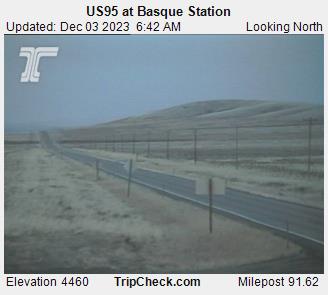 US95 at Basque Station
Updated: Dec 03 2023 6:42 AM Looking North
Elevation 4460 TripCheck.com Milepost 91.62